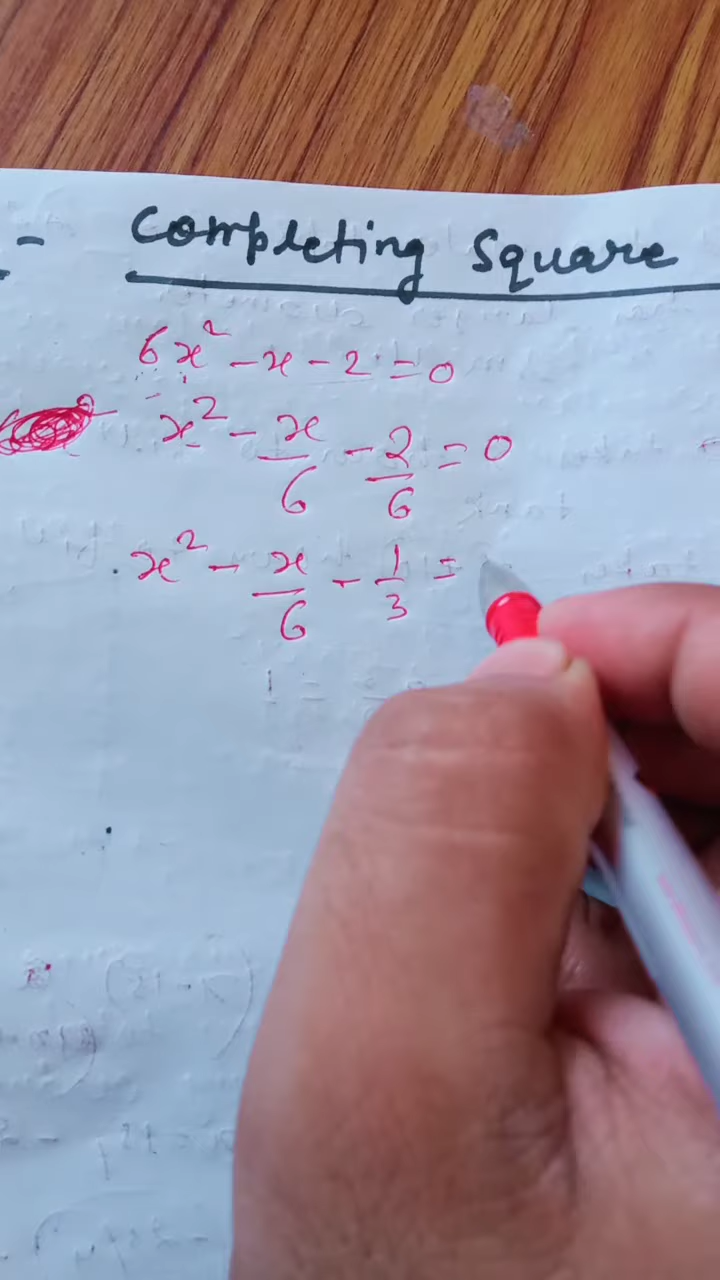 - Completing Square
6x² - x - 2 = 0
x² - x/6 - 2/6 = 0
x² - x/6 - 1/3 =